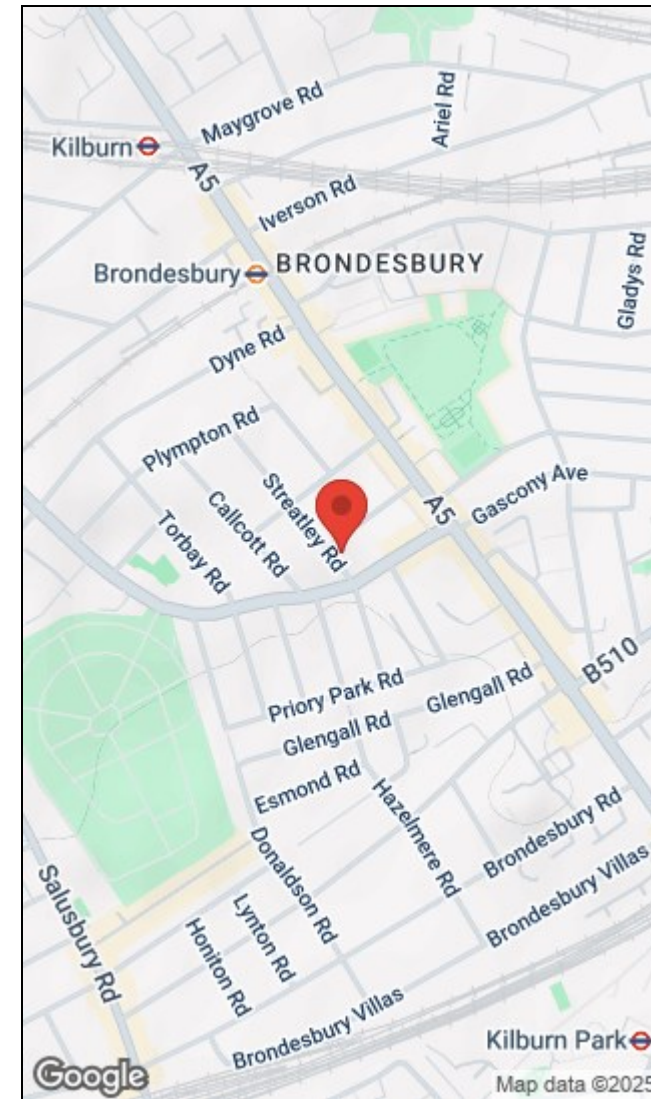 Maygrove Rd
Ariel Rd
Kilburn
A5
Iverson Rd
Brondesbury
BRONDESBURY
Gladys Rd
Dyne Rd
Plympton Rd
Streatley Rd
Callcott Rd
Torbay Rd
A5
Gascony Ave
B510
Priory Park Rd
Glengall Rd
Glengall Rd
Esmond Rd
Hazelmere Rd
Brondesbury Rd
Donaldson Rd
Salusbury Rd
Lynton Rd
Honiton Rd
Brondesbury Villas
Brondesbury Villas
Kilburn Park
Google
Map data ©2025